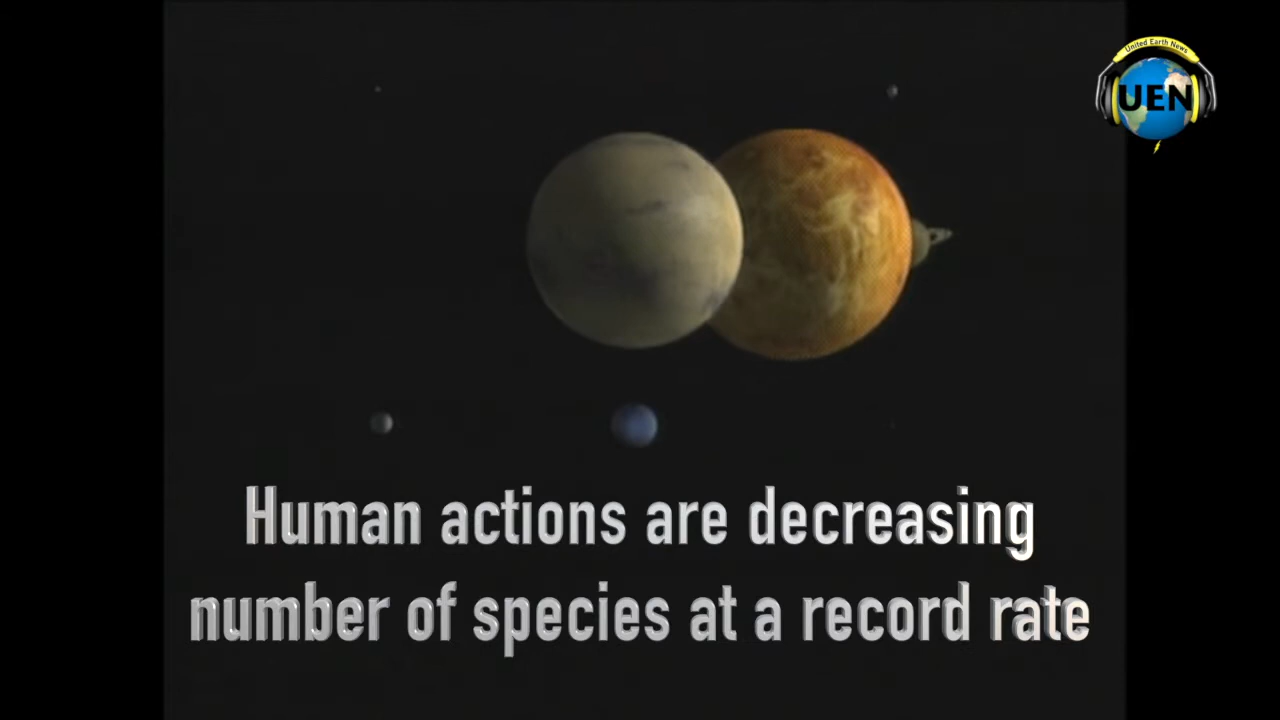 United Earth News
UEN
Human actions are decreasing
number of species at a record rate